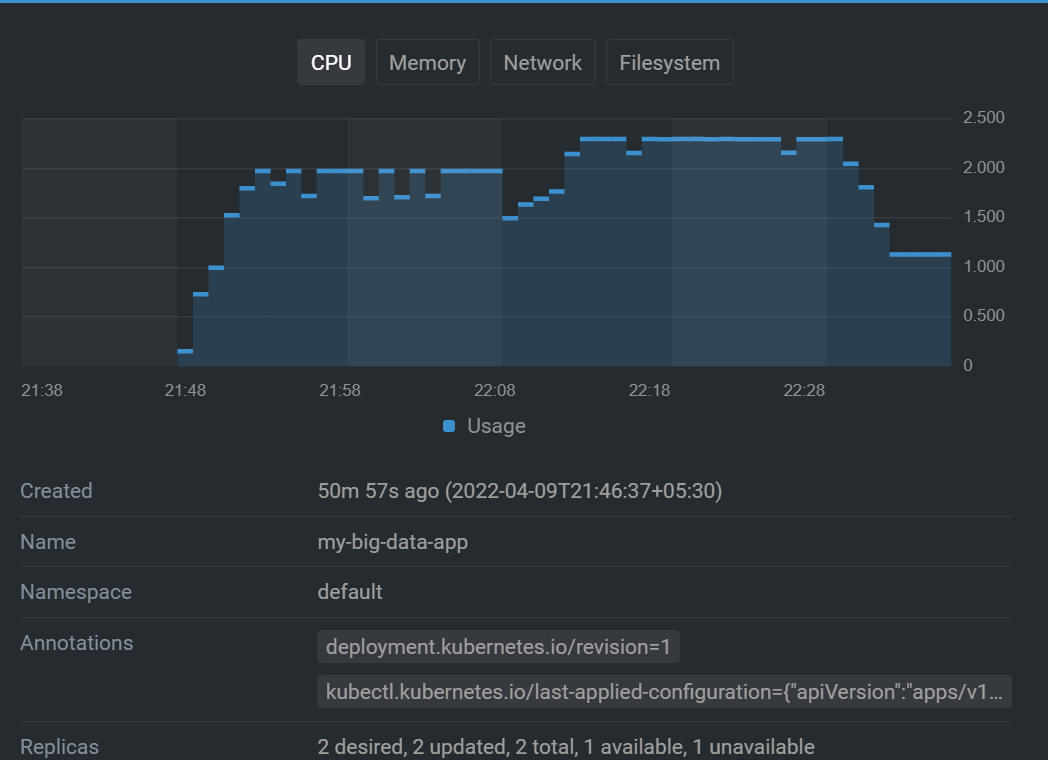 CPU Memory Network Filesystem
2.500
2.000
1.500
1.000
0.500
0
21:38 21:48 21:58 22:08 22:18 22:28
Usage
Created 50m 57s ago (2022-04-09T21:46:37+05:30)
Name my-big-data-app
Namespace default
Annotations deployment.kubernetes.io/revision=1
kubectl.kubernetes.io/last-applied-configuration={"apiVersion":"apps/v1...
Replicas 2 desired, 2 updated, 2 total, 1 available, 1 unavailable